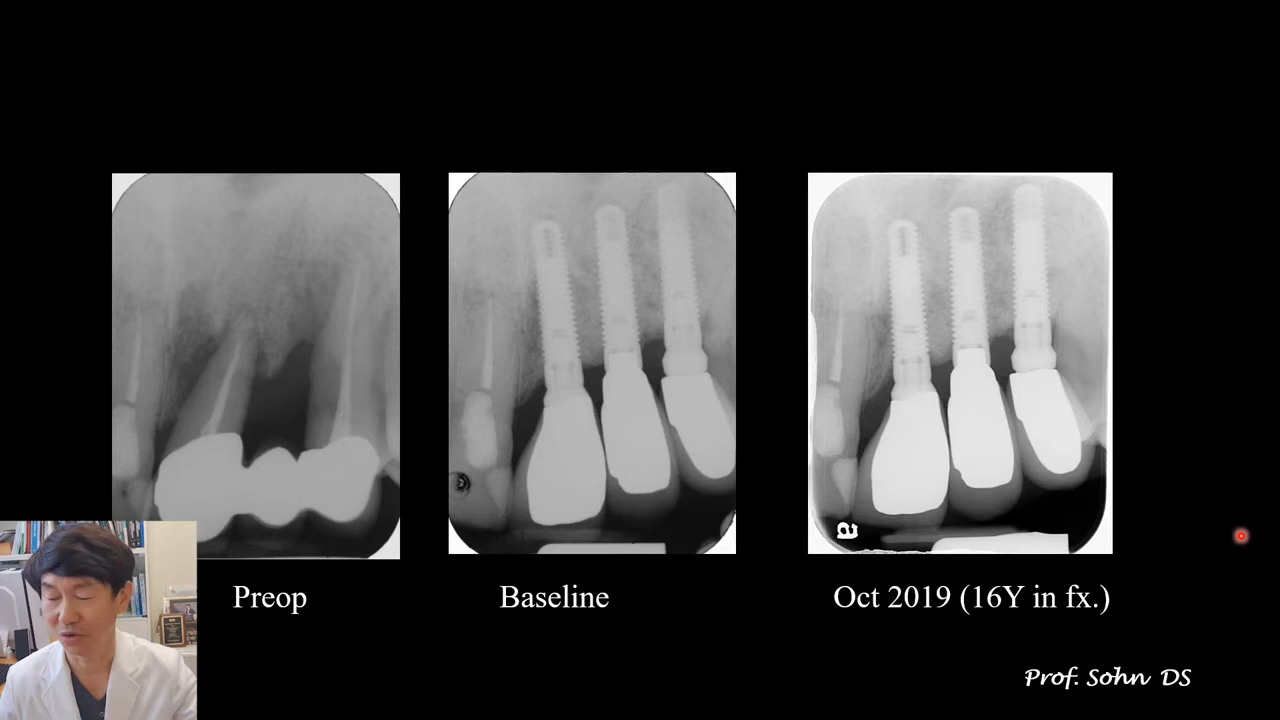 Preop
Baseline
Oct 2019 (16Y in fx.)
a
Prof. Sohn DS